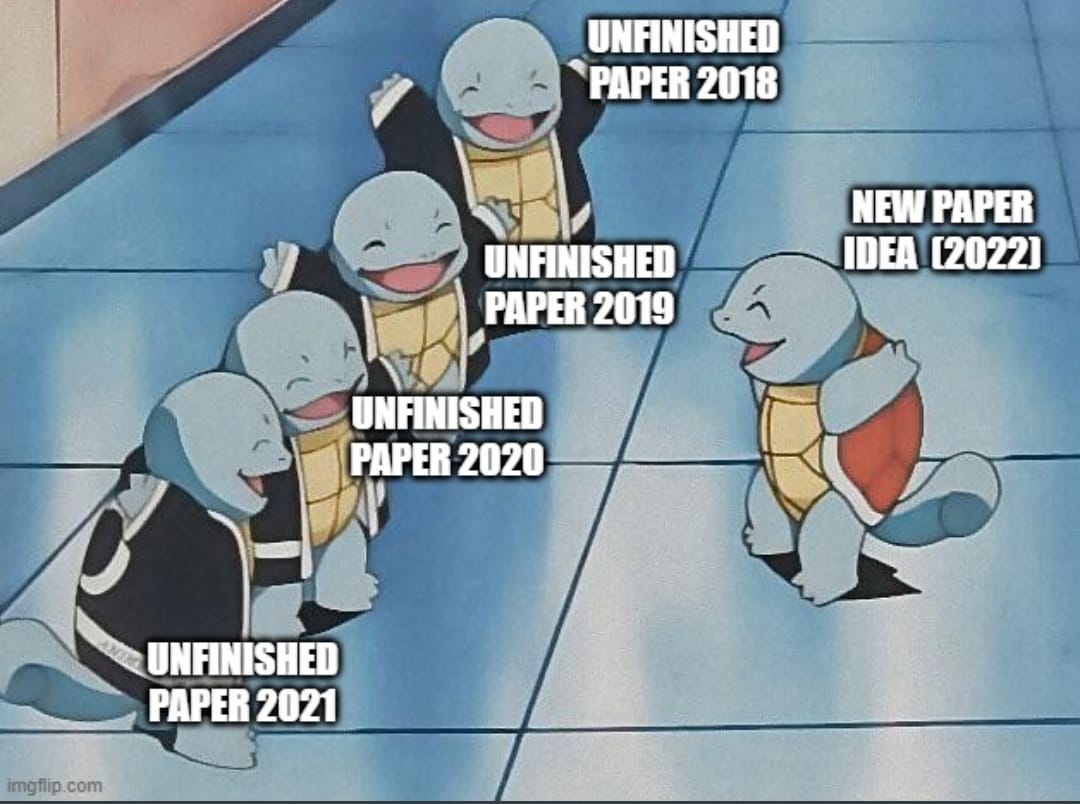 UNFINISHED
PAPER 2018
NEW PAPER
IDEA (2022)
UNFINISHED
PAPER 2019
UNFINISHED
PAPER 2020
UNFINISHED
PAPER 2021
imgflip.com